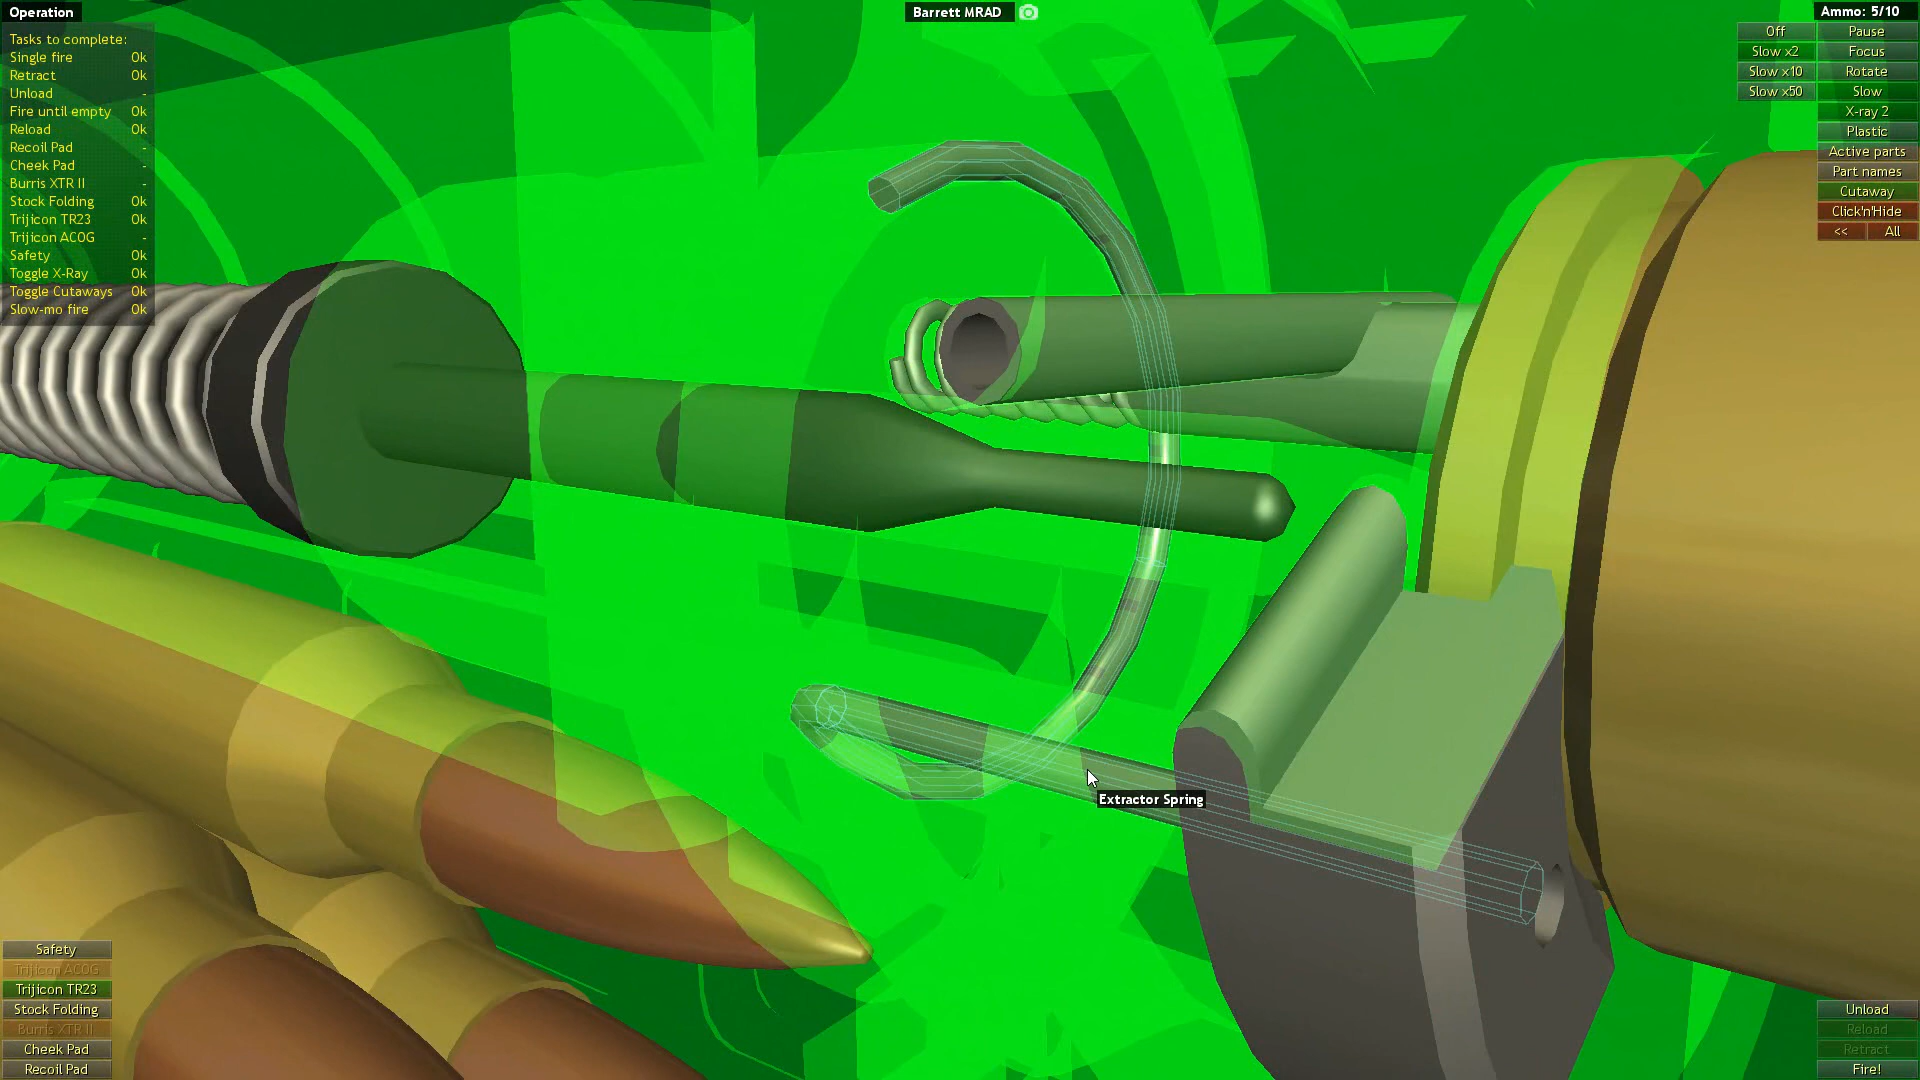 Operation
Tasks to complete:
Single fire Ok
Retract Ok
Unload -
Fire until empty Ok
Reload Ok
Recoil Pad -
Cheek Pad -
Burris XTR II -
Stock Folding Ok
Trijicon TR23 Ok
Trijicon ACOG -
Safety Ok
Toggle X-Ray Ok
Toggle Cutaways Ok
Slow-mo fire Ok
Barrett MRAD
Ammo: 5/10
Off Pause
Slow x2 Focus
Slow x10 Rotate
Slow x50 Slow
X-ray 2
Plastic
Active parts
Part names
Cutaway
Click'n'Hide
<< All
Extractor Spring
Safety
Trijicon ACOG
Trijicon TR23
Stock Folding
Burris XTR II
Cheek Pad
Recoil Pad
Unload
Reload
Retract
Fire!